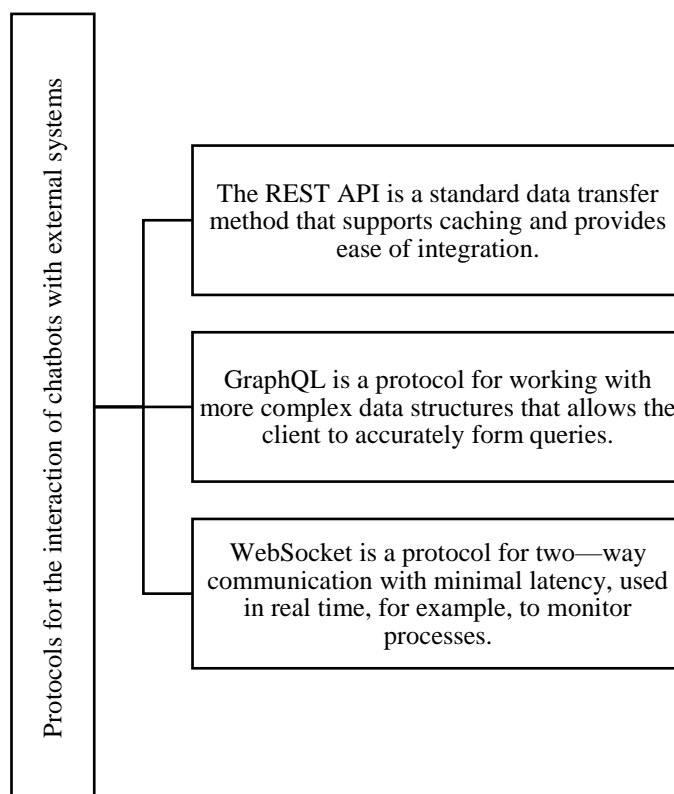 Protocols for the interaction of chatbots with external systems
The REST API is a standard data transfer
method that supports caching and provides
ease of integration.
GraphQL is a protocol for working with
more complex data structures that allows the
client to accurately form queries.
WebSocket is a protocol for two—way
communication with minimal latency, used
in real time, for example, to monitor
processes.